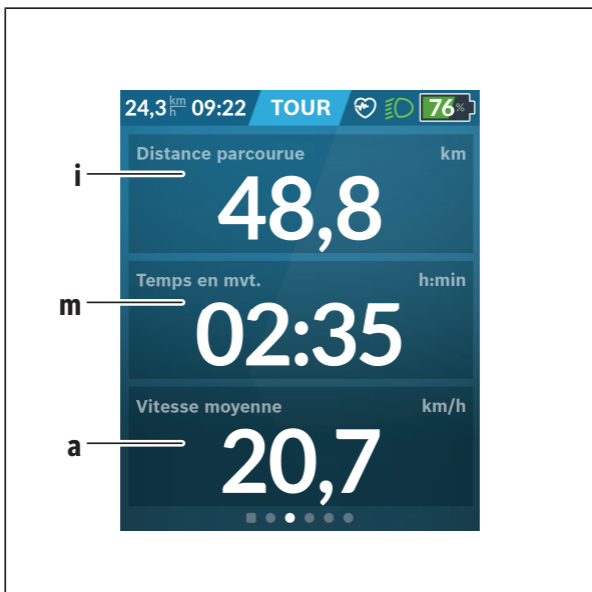 24,3 km/h 09:22 TOUR 76%
Distance parcourue km
i
48,8
Temps en mvt. h:min
m
02:35
Vitesse moyenne km/h
a
20,7